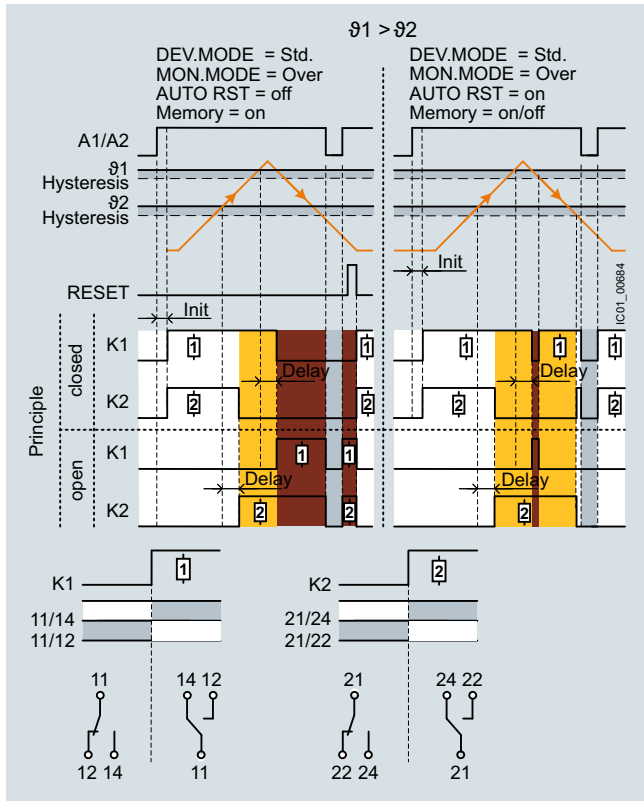 ϑ1 > ϑ2
DEV.MODE = Std.
MON.MODE = Over
AUTO RST = off
Memory = on
DEV.MODE = Std.
MON.MODE = Over
AUTO RST = on
Memory = on/off
A1/A2
ϑ1
Hysteresis
ϑ2
Hysteresis
Init
RESET
Init
IC01_00684
Principle
closed
K1
1
1
1
1
1
Delay
Delay
K2
2
2
2
2
open
K1
1
1
Delay
Delay
K2
2
2
2
K1
1
11/14
11/12
K2
2
21/24
21/22
11
14 12
12 14
11
21
24 22
22 24
21